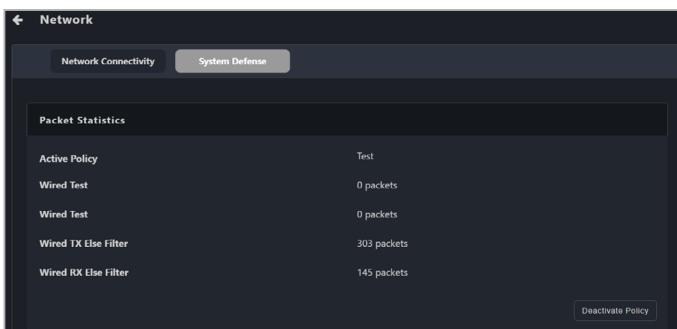 Network
Network Connectivity System Defense
Packet Statistics
Active Policy Test
Wired Test 0 packets
Wired Test 0 packets
Wired TX Else Filter 303 packets
Wired RX Else Filter 145 packets
Deactivate Policy